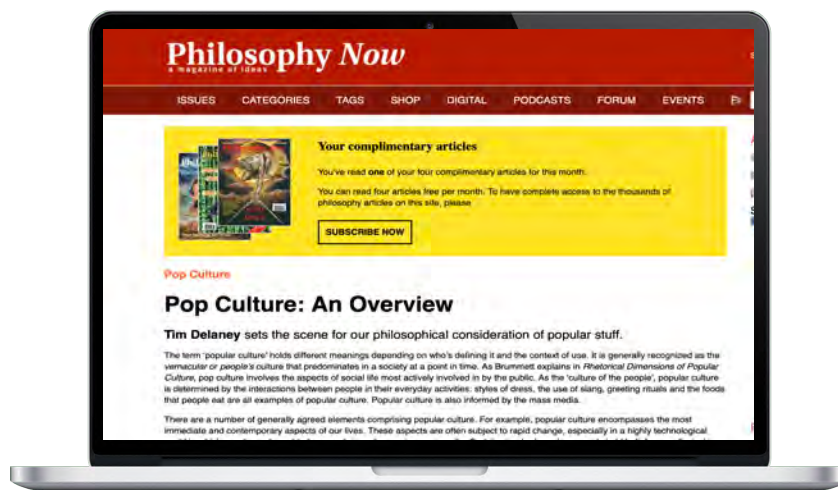 Philosophy Now
a magazine of ideas
ISSUES CATEGORIES TAGS SHOP DIGITAL PODCASTS FORUM EVENTS
Your complimentary articles
You've read one of your four complimentary articles for this month.
You can read four articles free per month. To have complete access to the thousands of
philosophy articles on this site, please
SUBSCRIBE NOW
Pop Culture
Pop Culture: An Overview
Tim Delaney sets the scene for our philosophical consideration of popular stuff.
The term 'popular culture' holds different meanings depending on who's defining it and the context of use. It is generally recognized as the
vernacular or people's culture that predominates in a society at a point in time. As Brummett explains in Rhetorical Dimensions of Popular
Culture, pop culture involves the aspects of social life most actively involved in by the public. As the 'culture of the people', popular culture
is determined by the interactions between people in their everyday activities: styles of dress, the use of slang, greeting rituals and the foods
that people eat are all examples of popular culture. Popular culture is also informed by the mass media.
There are a number of generally agreed elements comprising popular culture. For example, popular culture encompasses the most
immediate and contemporary aspects of our lives. These aspects are often subject to rapid change, especially in a highly technological